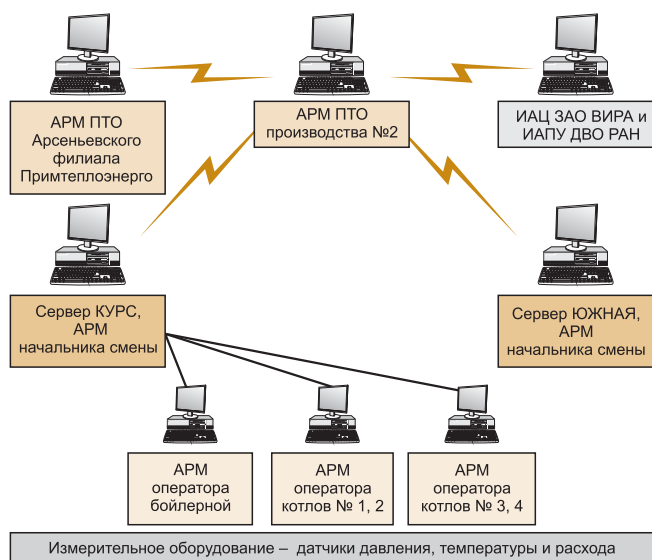 АРМ ПТО
Арсеньевского
филиала
Примтеплоэнерго
АРМ ПТО
производства №2
ИАЦ ЗАО ВИРА и
ИАПУ ДВО РАН
Сервер КУРС,
АРМ
начальника смены
Сервер ЮЖНАЯ,
АРМ
начальника смены
АРМ
оператора
бойлерной
АРМ
оператора
котлов № 1, 2
АРМ
оператора
котлов № 3, 4
Измерительное оборудование – датчики давления, температуры и расхода